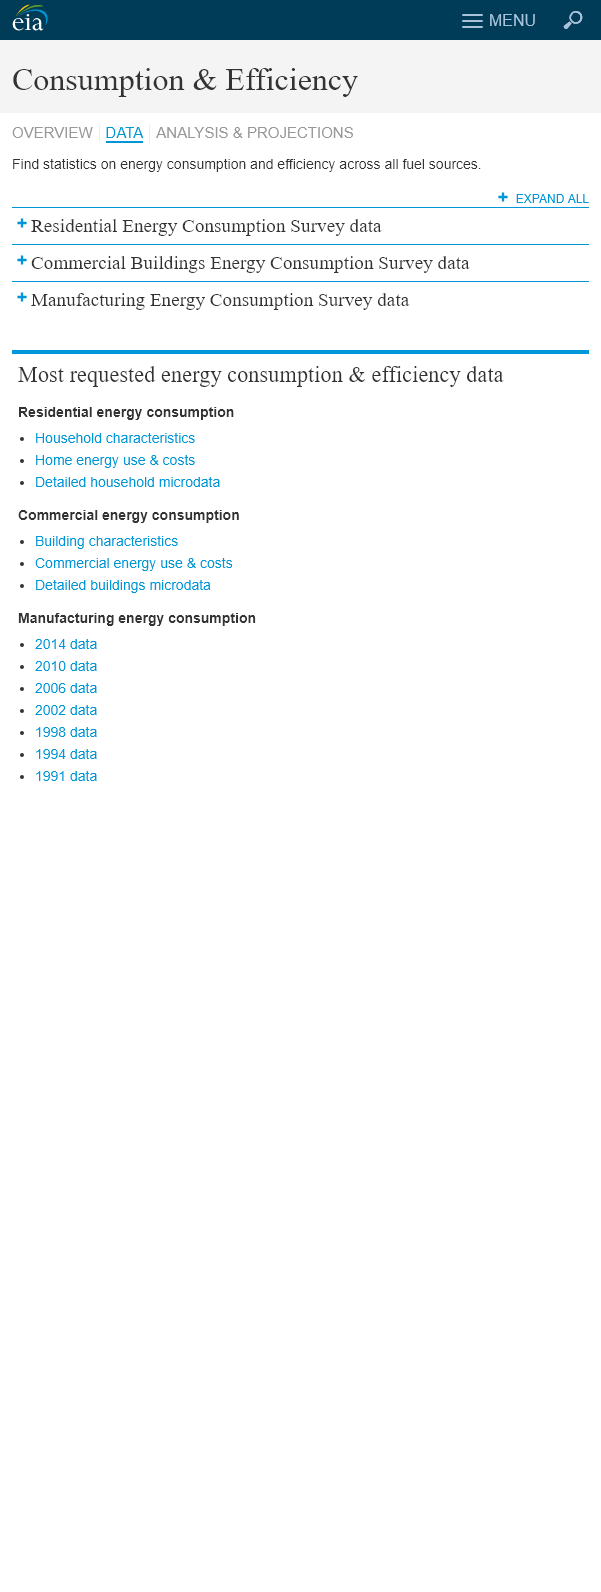 eia
MENU
Consumption & Efficiency
OVERVIEW DATA ANALYSIS & PROJECTIONS
Find statistics on energy consumption and efficiency across all fuel sources.
+ EXPAND ALL
+ Residential Energy Consumption Survey data
+ Commercial Buildings Energy Consumption Survey data
+ Manufacturing Energy Consumption Survey data
Most requested energy consumption & efficiency data
Residential energy consumption
• Household characteristics
• Home energy use & costs
• Detailed household microdata
Commercial energy consumption
• Building characteristics
• Commercial energy use & costs
• Detailed buildings microdata
Manufacturing energy consumption
• 2014 data
• 2010 data
• 2006 data
• 2002 data
• 1998 data
• 1994 data
• 1991 data